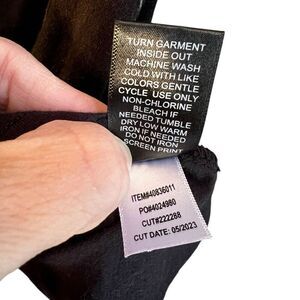 TURN GARMENT
INSIDE OUT
MACHINE WASH
COLD WITH LIKE
COLORS GENTLE
CYCLE USE ONLY
NON-CHLORINE
BLEACH IF
NEEDED TUMBLE
DRY LOW WARM
IRON IF NEEDED
DO NOT IRON
SCREEN PRINT
ITEM#40836011
PO#4024980
CUT#222288
CUT DATE: 05/2023